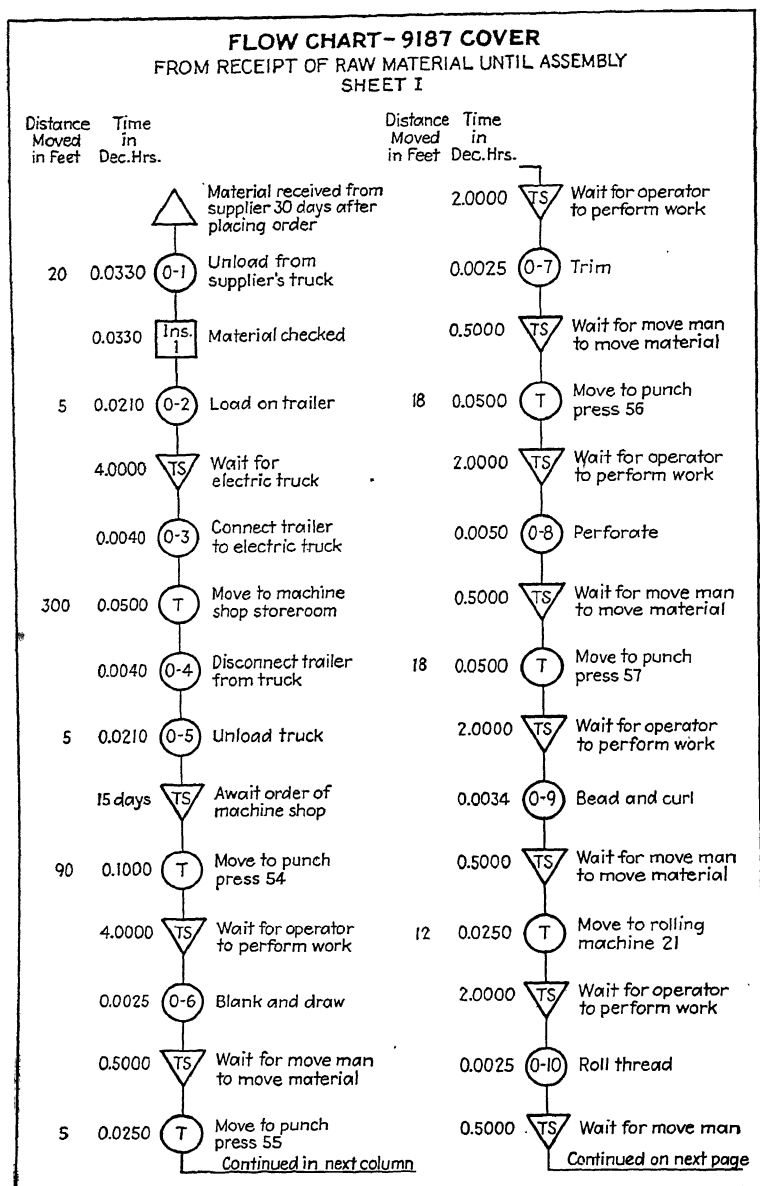 FLOW CHART-9187 COVER
FROM RECEIPT OF RAW MATERIAL UNTIL ASSEMBLY
SHEET I
Distance Time
Moved in
in Feet Dec.Hrs.
Material received from
supplier 30 days after
placing order
20 0.0330 O-1 Unload from
supplier's truck
0.0330 Ins. 1 Material checked
5 0.0210 O-2 Load on trailer
4.0000 TS Wait for
electric truck
0.0040 O-3 Connect trailer
to electric truck
300 0.0500 T Move to machine
shop storeroom
0.0040 O-4 Disconnect trailer
from truck
5 0.0210 O-5 Unload truck
15 days TS Await order of
machine shop
90 0.1000 T Move to punch
press 54
4.0000 TS Wait for operator
to perform work
0.0025 O-6 Blank and draw
0.5000 TS Wait for move man
to move material
5 0.0250 T Move to punch
press 55
Continued in next column
Distance Time
Moved in
in Feet Dec.Hrs.
2.0000 TS Wait for operator
to perform work
0.0025 O-7 Trim
0.5000 TS Wait for move man
to move material
18 0.0500 T Move to punch
press 56
2.0000 TS Wait for operator
to perform work
0.0050 O-8 Perforate
0.5000 TS Wait for move man
to move material
18 0.0500 T Move to punch
press 57
2.0000 TS Wait for operator
to perform work
0.0034 O-9 Bead and curl
0.5000 TS Wait for move man
to move material
12 0.0250 T Move to rolling
machine 21
2.0000 TS Wait for operator
to perform work
0.0025 O-10 Roll thread
0.5000 TS Wait for move man
Continued on next page